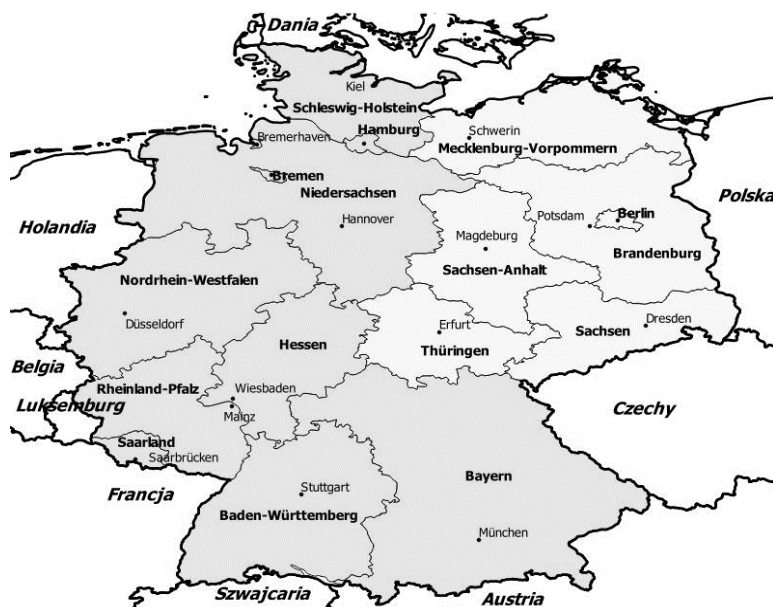 Dania
Kiel
Schleswig-Holstein
Hamburg
Schwerin
Mecklenburg-Vorpommern
Bremerhaven
Bremen
Niedersachsen
Holandia
Polska
Hannover
Potsdam
Berlin
Magdeburg
Brandenburg
Sachsen-Anhalt
Nordrhein-Westfalen
Düsseldorf
Erfurt
Dresden
Sachsen
Hessen
Thüringen
Belgia
Rheinland-Pfalz
Wiesbaden
Luksemburg
Mainz
Czechy
Saarland
Saarbrücken
Bayern
Francja
Stuttgart
Baden-Württemberg
München
Szwajcaria
Austria